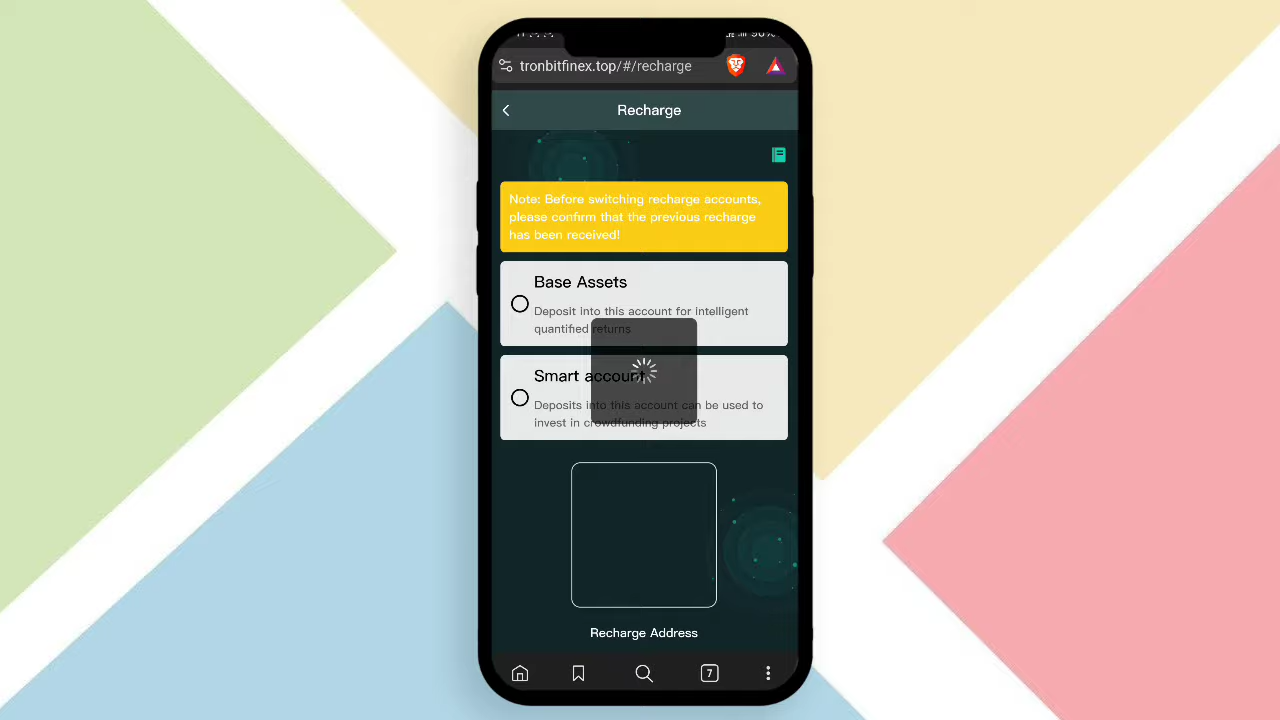 tronbitfinex.top/#/recharge
Recharge
Note: Before switching recharge accounts,
please confirm that the previous recharge
has been received!
Base Assets
Deposit into this account for intelligent
quantified returns
Smart account
Deposits into this account can be used to
invest in crowdfunding projects
Recharge Address
7